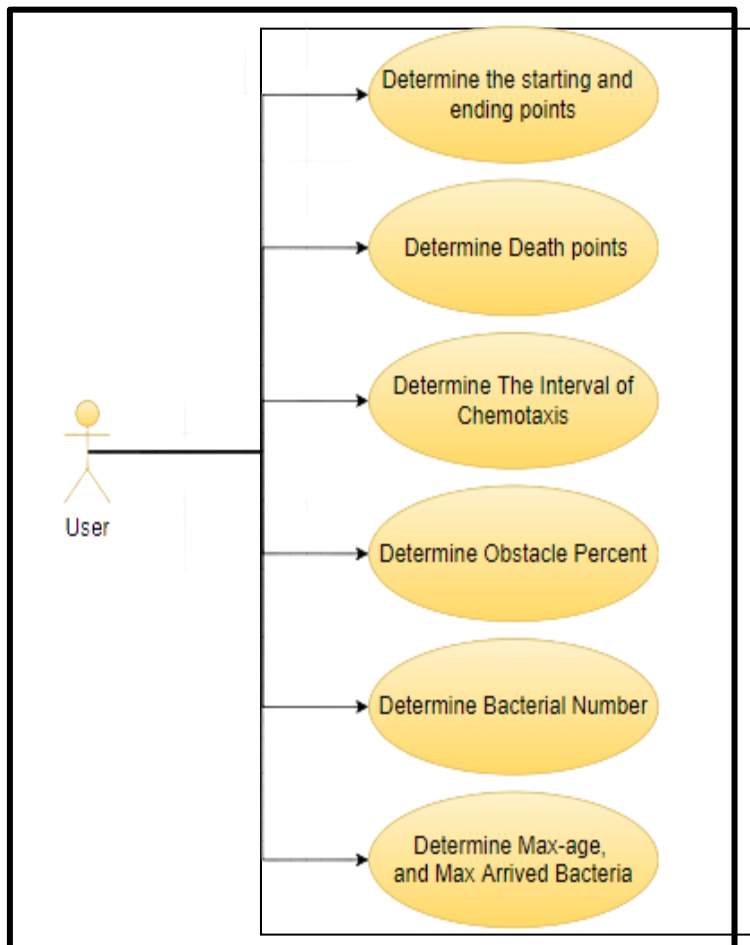 Determine the starting and
ending points
Determine Death points
Determine The Interval of
Chemotaxis
User
Determine Obstacle Percent
Determine Bacterial Number
Determine Max-age,
and Max Arrived Bacteria